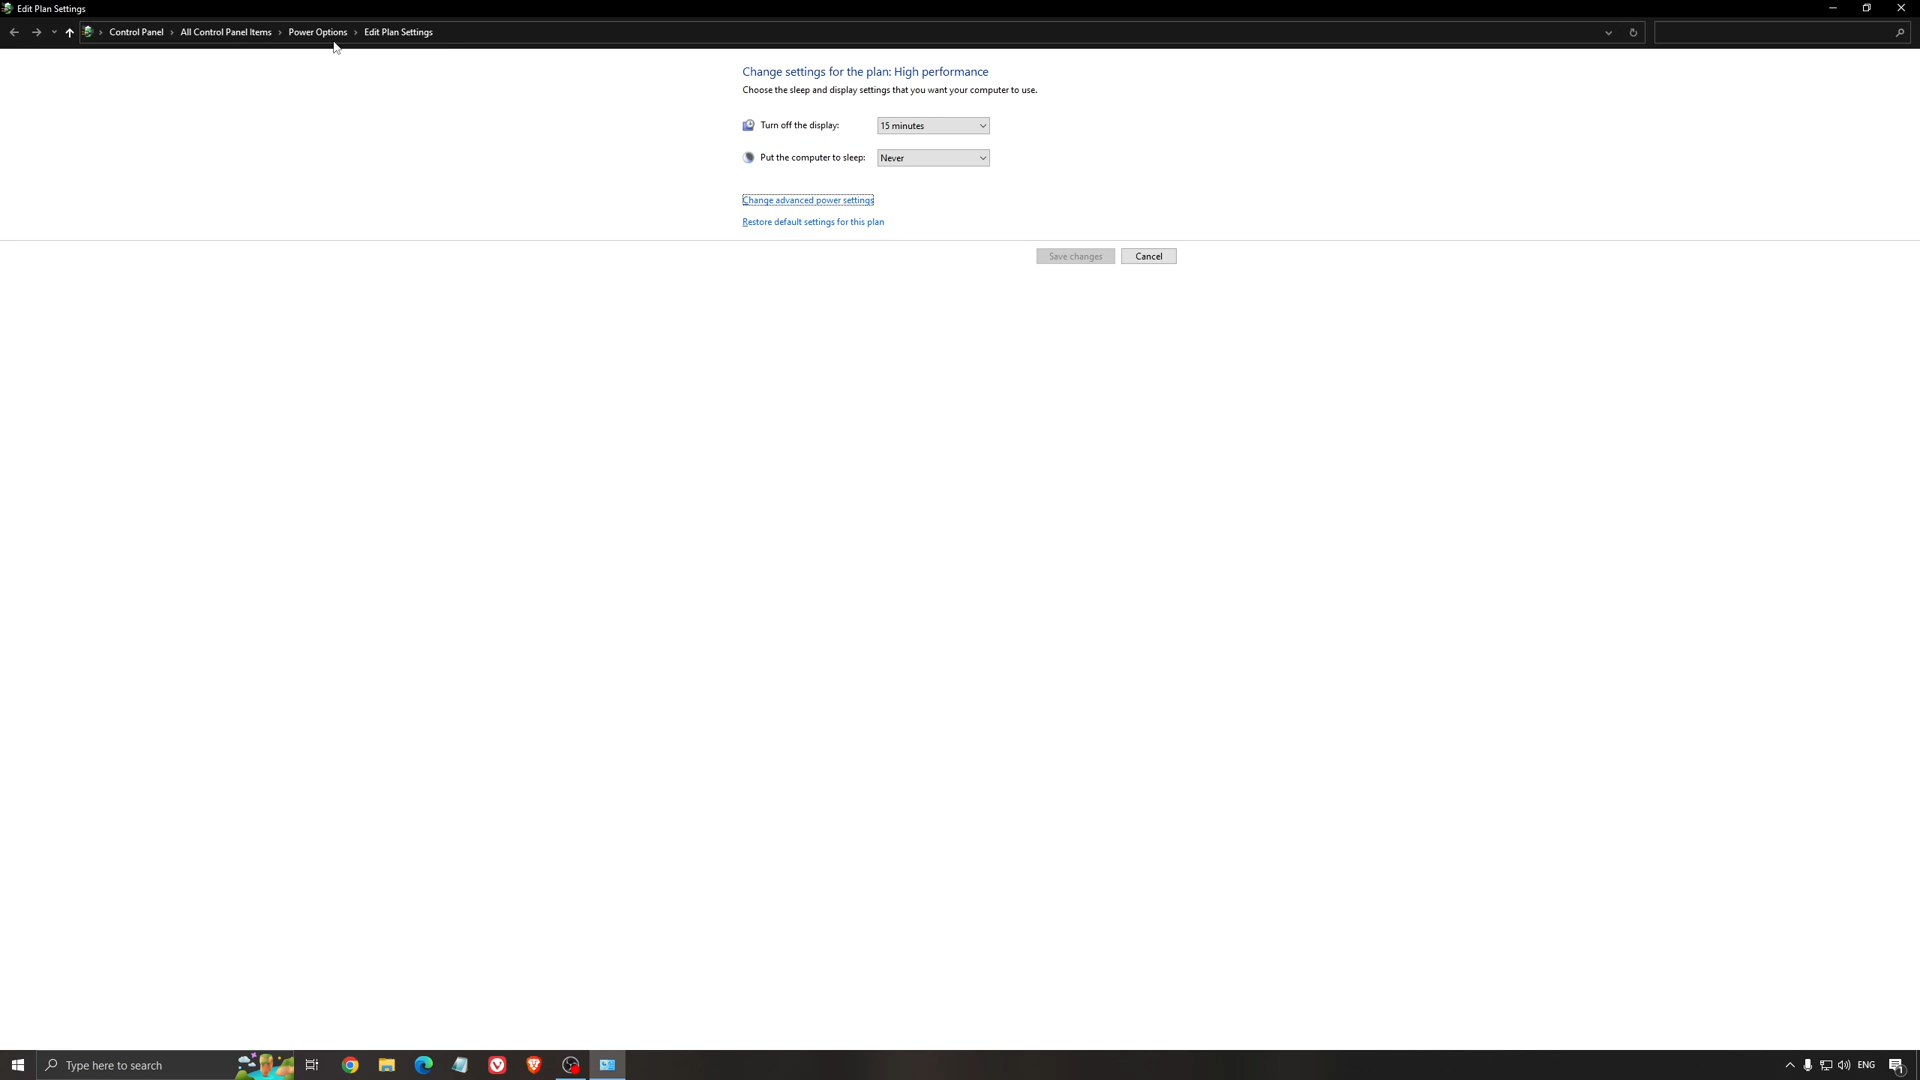 Edit Plan Settings
Control Panel
All Control Panel Items
Power Options
Edit Plan Settings
Change settings for the plan: High performance
Choose the sleep and display settings that you want your computer to use.
Turn off the display:
15 minutes
Put the computer to sleep:
Never
Change advanced power settings
Restore default settings for this plan
Save changes
Cancel
Type here to search
ENG
1